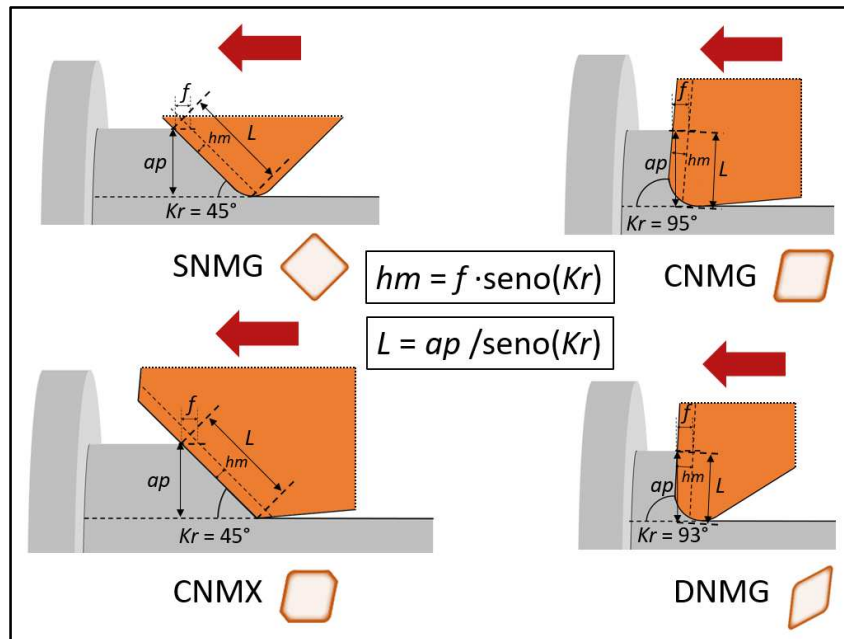 f
L
hm
ap
Kr = 45°
SNMG
f
hm
ap
L
Kr = 95°
CNMG
hm = f ·seno(Kr)
L = ap /seno(Kr)
f
L
hm
ap
Kr = 45°
CNMX
f
hm
ap
L
Kr = 93°
DNMG